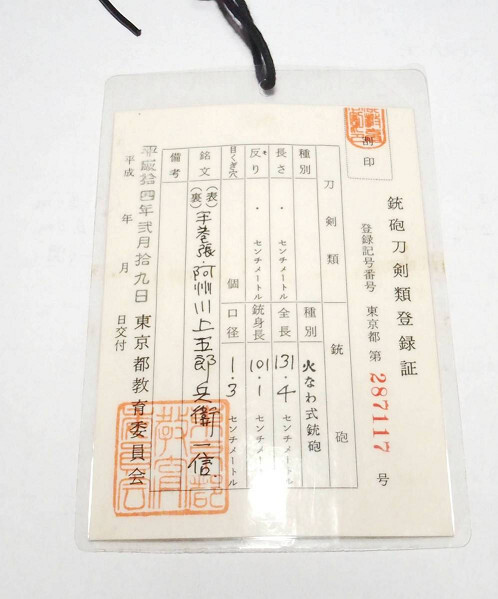 銃砲刀剣類登録証
割印
登録記号番号 東京都 第 287117 号
刀剣類
種別
長さ ・ センチメートル
反り ・ センチメートル
目くぎ穴 個
銃砲
種別 火なわ式銃砲
全長 131・4 センチメートル
銃身長 101・1 センチメートル
口径 1・3 センチメートル
銘文 (表) 半巻張・阿州川上五郎兵衛一信
(裏)
備考
平成拾四年弐月拾九日
平成 年 月 日交付
東京都教育委員会